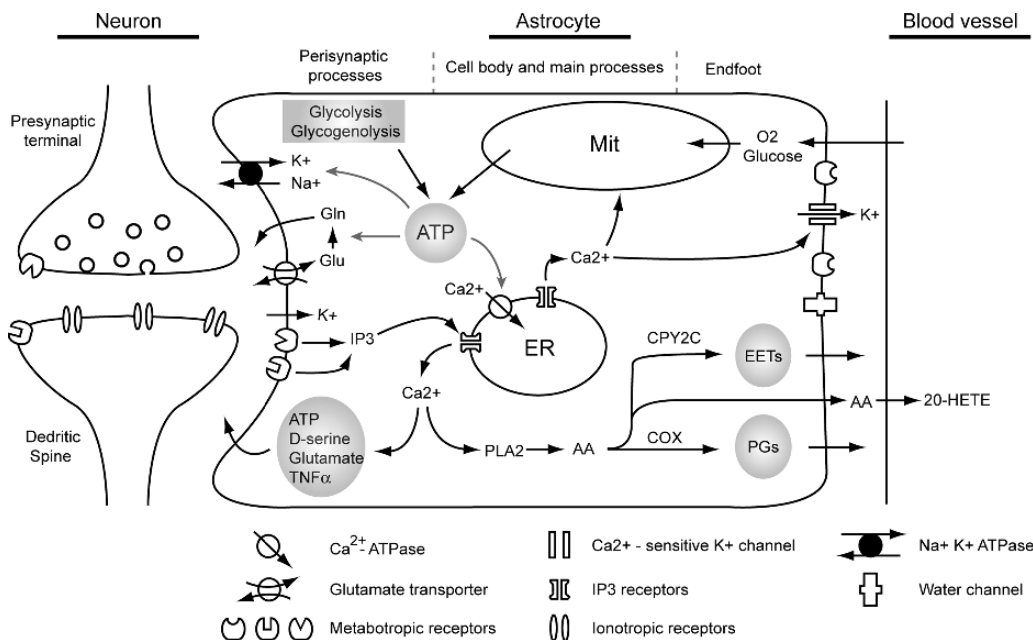 Neuron
Astrocyte
Blood vessel
Perisynaptic
processes
Cell body and main processes
Endfoot
Presynaptic
terminal
Glycolysis
Glycogenolysis
Mit
O2
Glucose
K+
Na+
K+
Gln
ATP
Glu
Ca2+
Ca2+
K+
IP3
ER
CPY2C
EETs
Ca2+
AA
20-HETE
ATP
D-serine
Glutamate
TNFα
Dedritic
Spine
PLA2
AA
COX
PGs
Ca2+- ATPase
Ca2+ - sensitive K+ channel
Na+ K+ ATPase
Glutamate transporter
IP3 receptors
Water channel
Metabotropic receptors
Ionotropic receptors